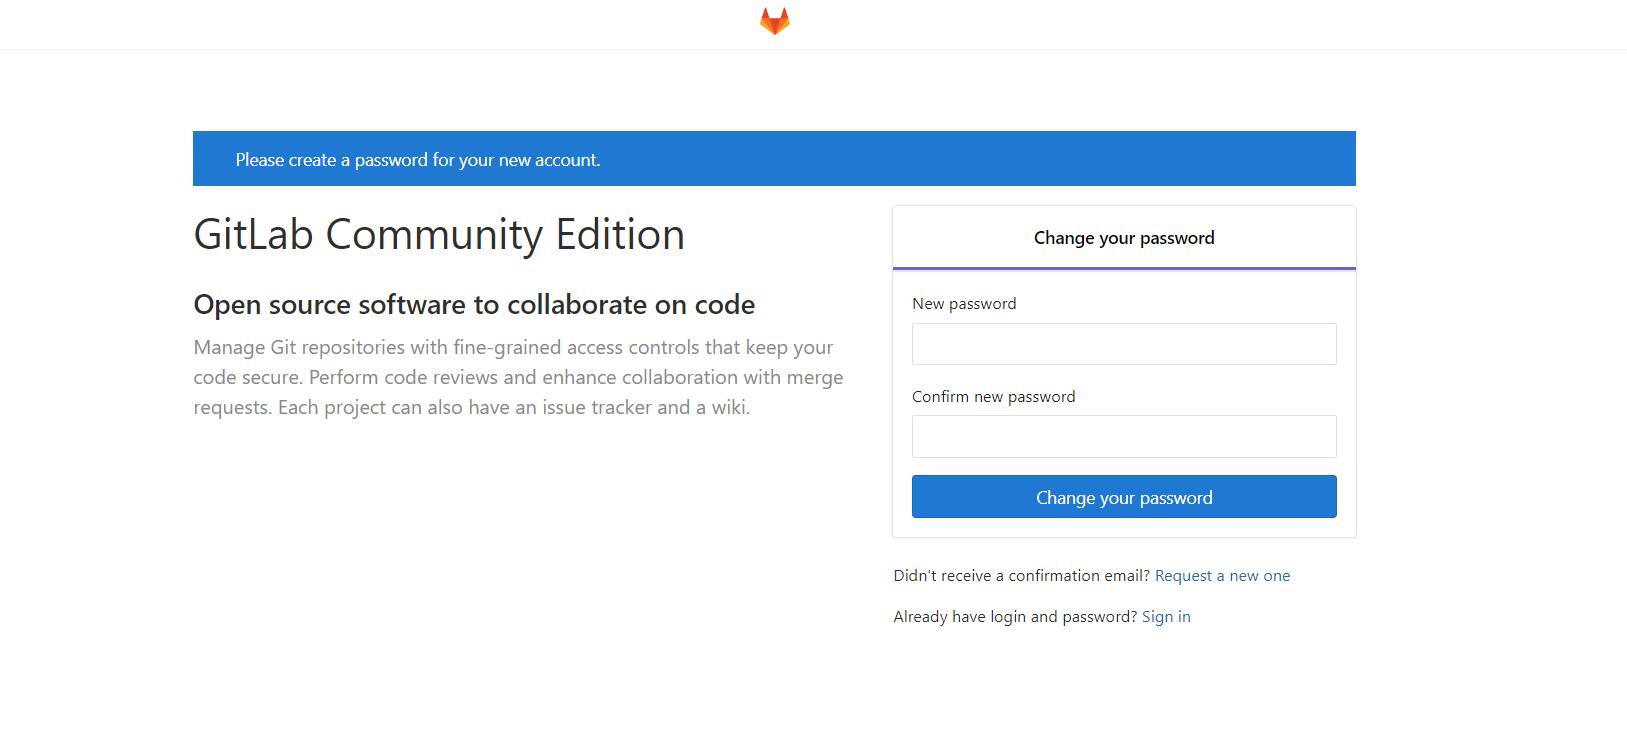 Please create a password for your new account.
GitLab Community Edition
Open source software to collaborate on code
Manage Git repositories with fine-grained access controls that keep your
code secure. Perform code reviews and enhance collaboration with merge
requests. Each project can also have an issue tracker and a wiki.
Change your password
New password
Confirm new password
Change your password
Didn't receive a confirmation email? Request a new one
Already have login and password? Sign in